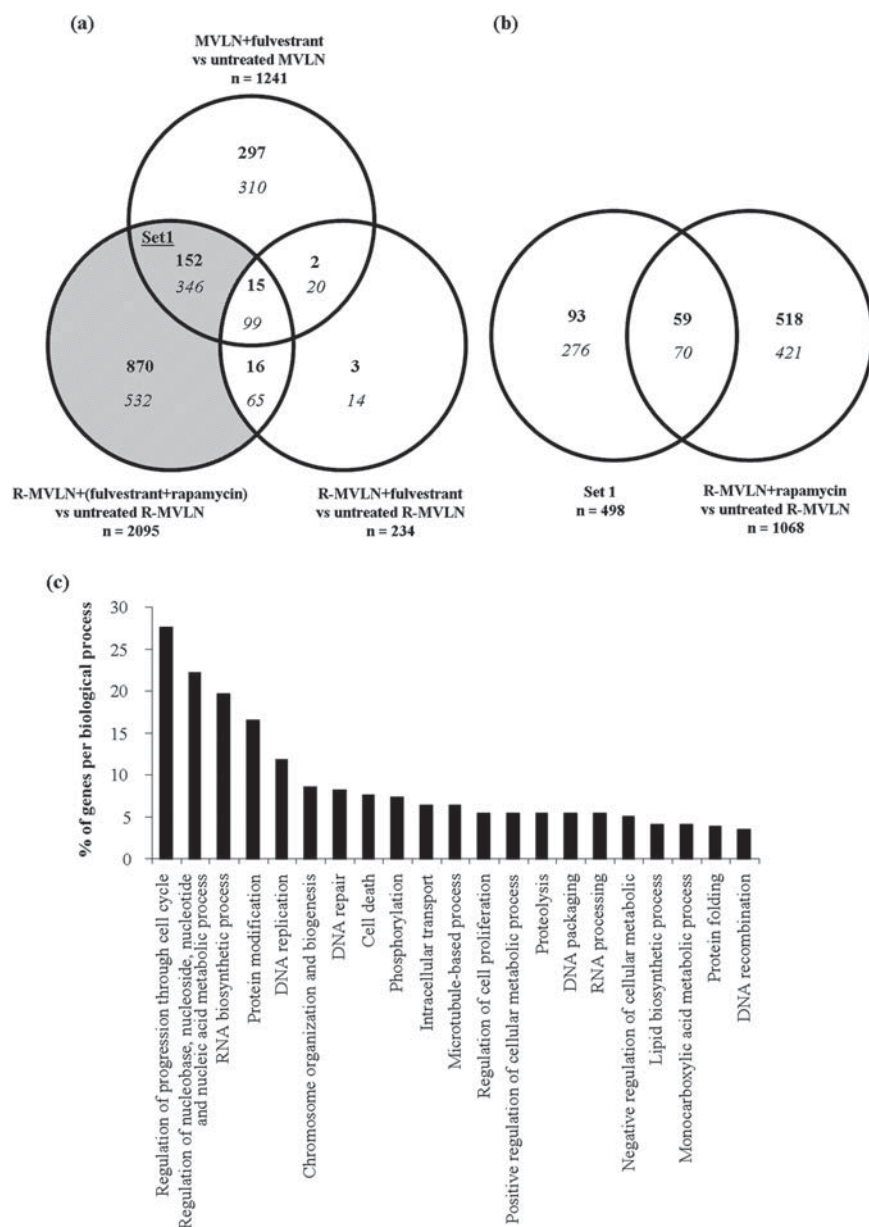 (a)
MVLN+fulvestrant
vs untreated MVLN
n = 1241
297
310
Set1
152
346
2
20
15
99
870
532
16
65
3
14
R-MVLN+(fulvestrant+rapamycin)
vs untreated R-MVLN
n = 2095
R-MVLN+fulvestrant
vs untreated R-MVLN
n = 234
(b)
93
276
59
70
518
421
Set 1
n = 498
R-MVLN+rapamycin
vs untreated R-MVLN
n = 1068
(c)
% of genes per biological process
30
25
20
15
10
5
0
Regulation of progression through cell cycle
Regulation of nucleobase, nucleoside, nucleotide
and nucleic acid metabolic process
RNA biosynthetic process
Protein modification
DNA replication
Chromosome organization and biogenesis
DNA repair
Cell death
Phosphorylation
Intracellular transport
Microtubule-based process
Regulation of cell proliferation
Positive regulation of cellular metabolic process
Proteolysis
DNA packaging
RNA processing
Negative regulation of cellular metabolic
Lipid biosynthetic process
Monocarboxylic acid metabolic process
Protein folding
DNA recombination